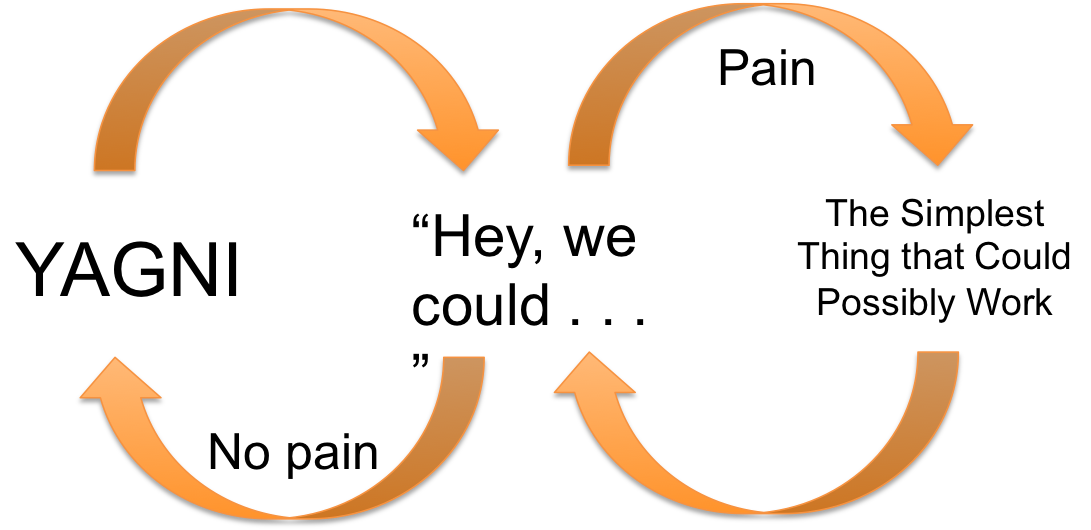 Pain
YAGNI
“Hey, we
could . . .
”
The Simplest
Thing that Could
Possibly Work
No pain